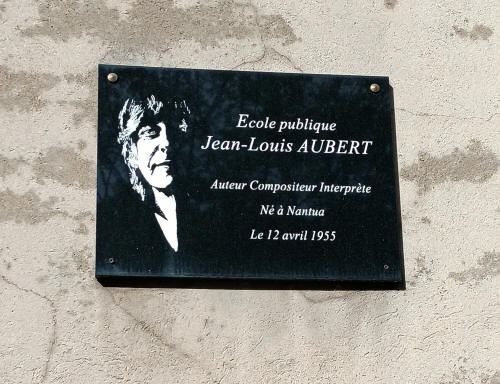 Ecole publique
Jean-Louis AUBERT
Auteur Compositeur Interprète
Né à Nantua
Le 12 avril 1955